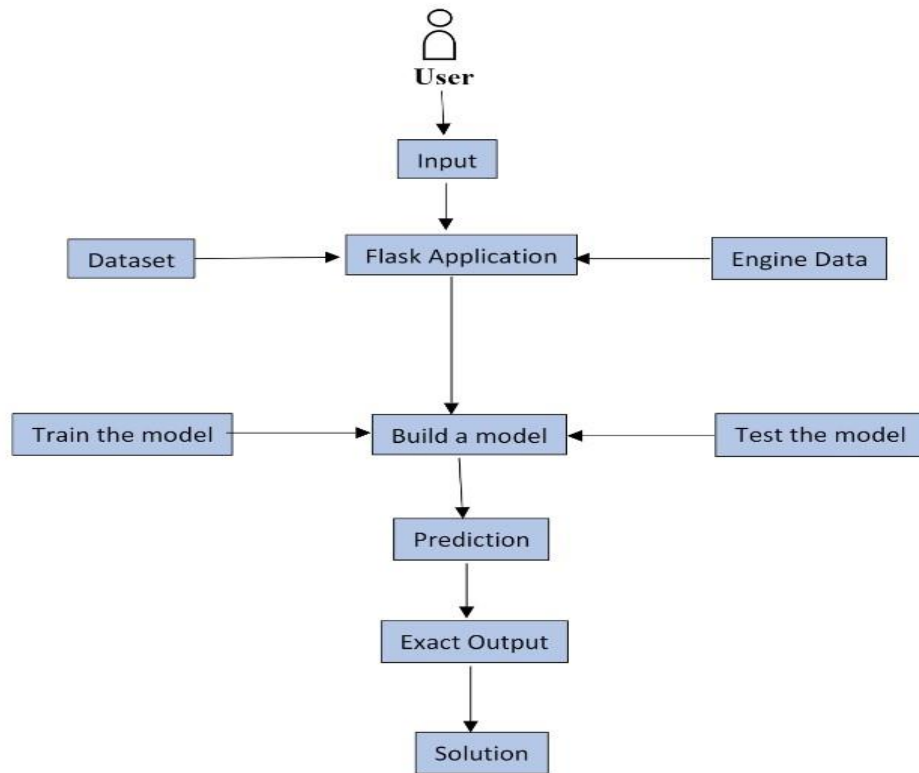 User
Input
Dataset
Flask Application
Engine Data
Train the model
Build a model
Test the model
Prediction
Exact Output
Solution